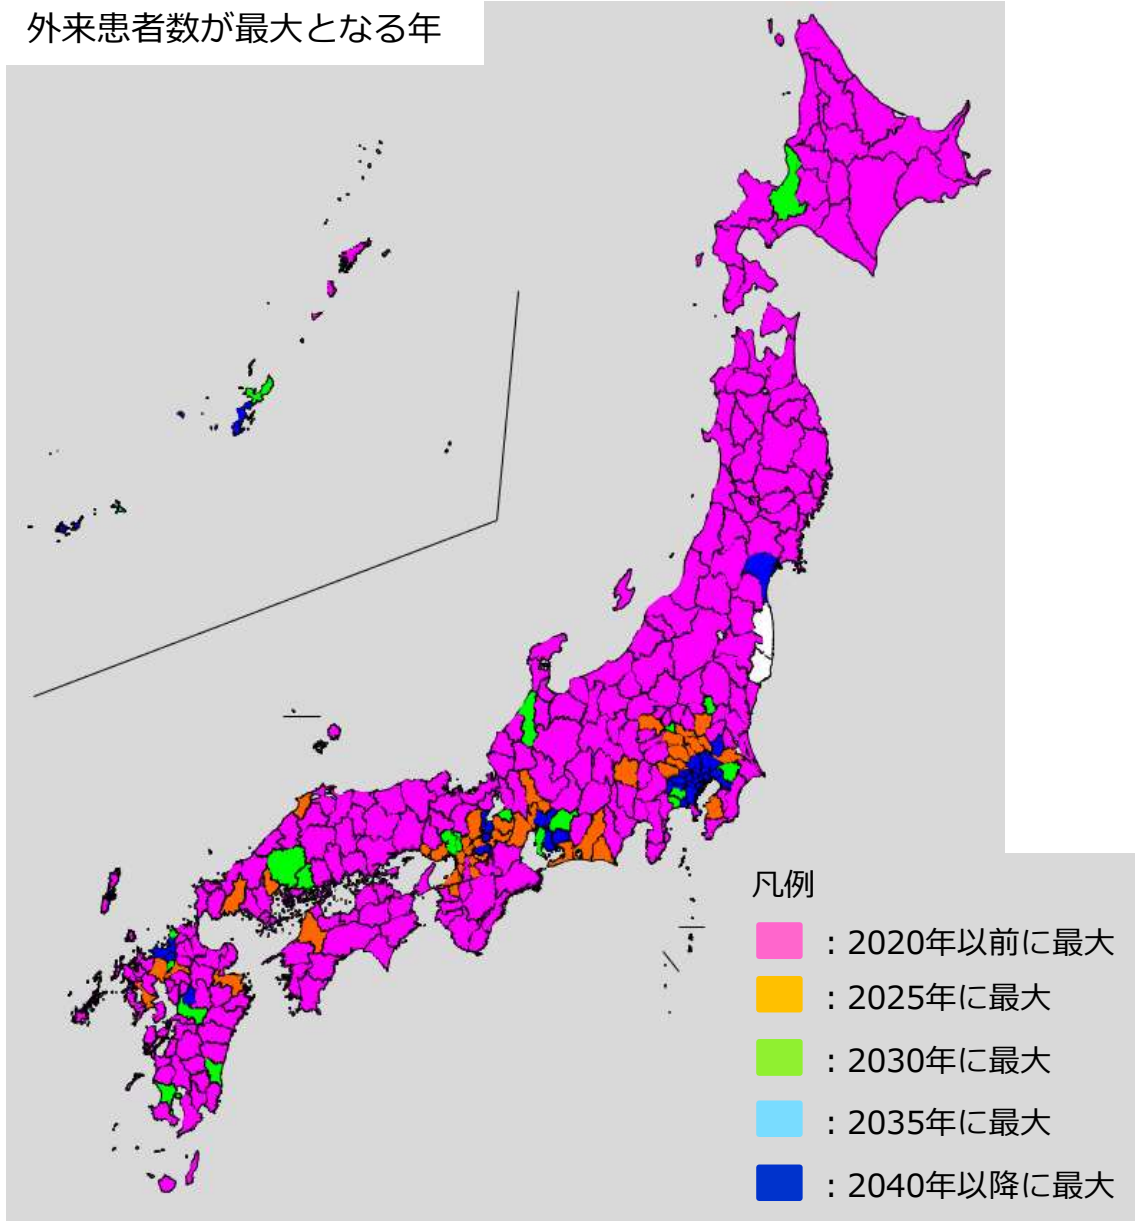 外来患者数が最大となる年
凡例
：2020年以前に最大
：2025年に最大
：2030年に最大
：2035年に最大
：2040年以降に最大